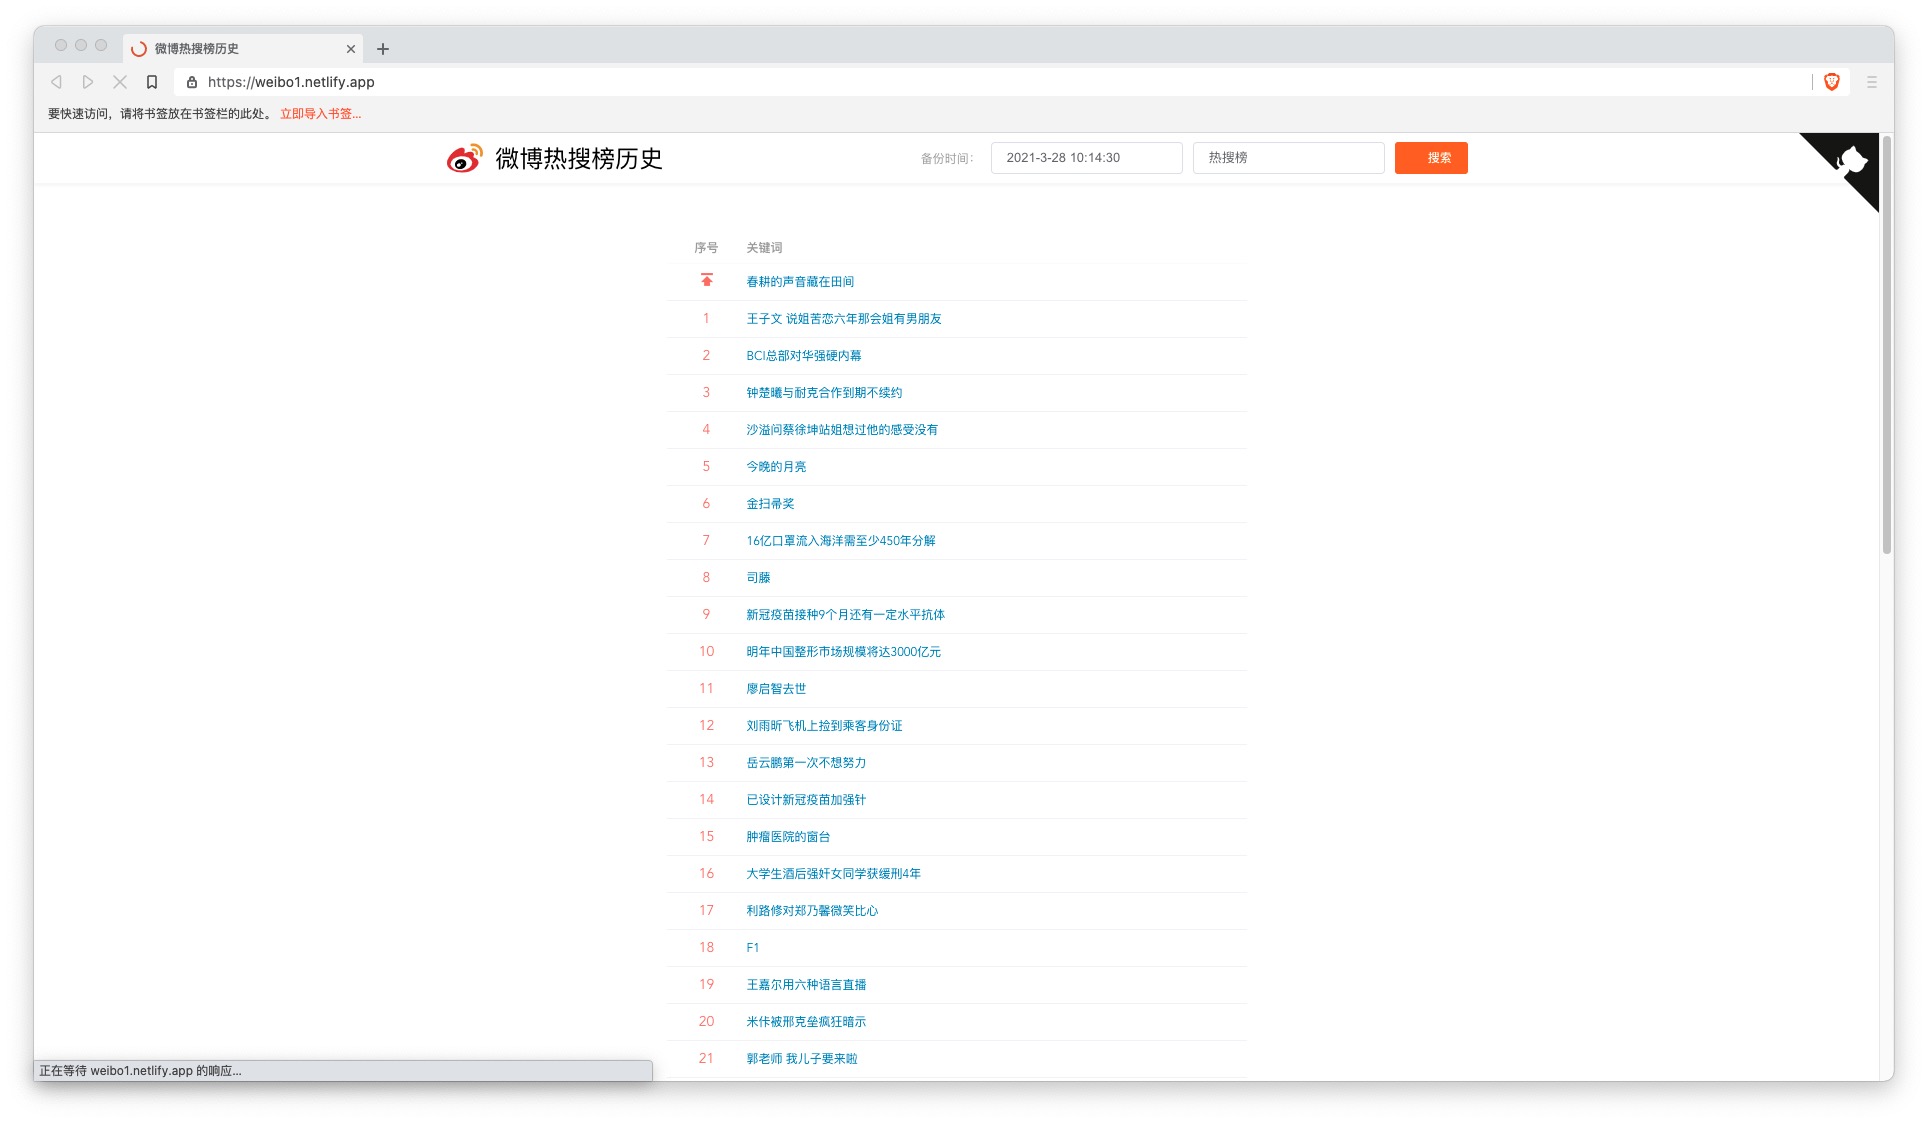 微博热搜榜历史
https://weibo1.netlify.app
要快速访问，请将书签放在书签栏的此处。 立即导入书签...
微博热搜榜历史 备份时间： 2021-3-28 10:14:30 热搜榜 搜索
序号 关键词
春耕的声音藏在田间
1 王子文 说姐苦恋六年那会姐有男朋友
2 BCI总部对华强硬内幕
3 钟楚曦与耐克合作到期不续约
4 沙溢问蔡徐坤站姐想过他的感受没有
5 今晚的月亮
6 金扫帚奖
7 16亿口罩流入海洋需至少450年分解
8 司藤
9 新冠疫苗接种9个月还有一定水平抗体
10 明年中国整形市场规模将达3000亿元
11 廖启智去世
12 刘雨昕飞机上捡到乘客身份证
13 岳云鹏第一次不想努力
14 已设计新冠疫苗加强针
15 肿瘤医院的窗台
16 大学生酒后强奸女同学获缓刑4年
17 利路修对郑乃馨微笑比心
18 F1
19 王嘉尔用六种语言直播
20 米佧被邢克垒疯狂暗示
21 郭老师 我儿子要来啦
正在等待 weibo1.netlify.app 的响应...